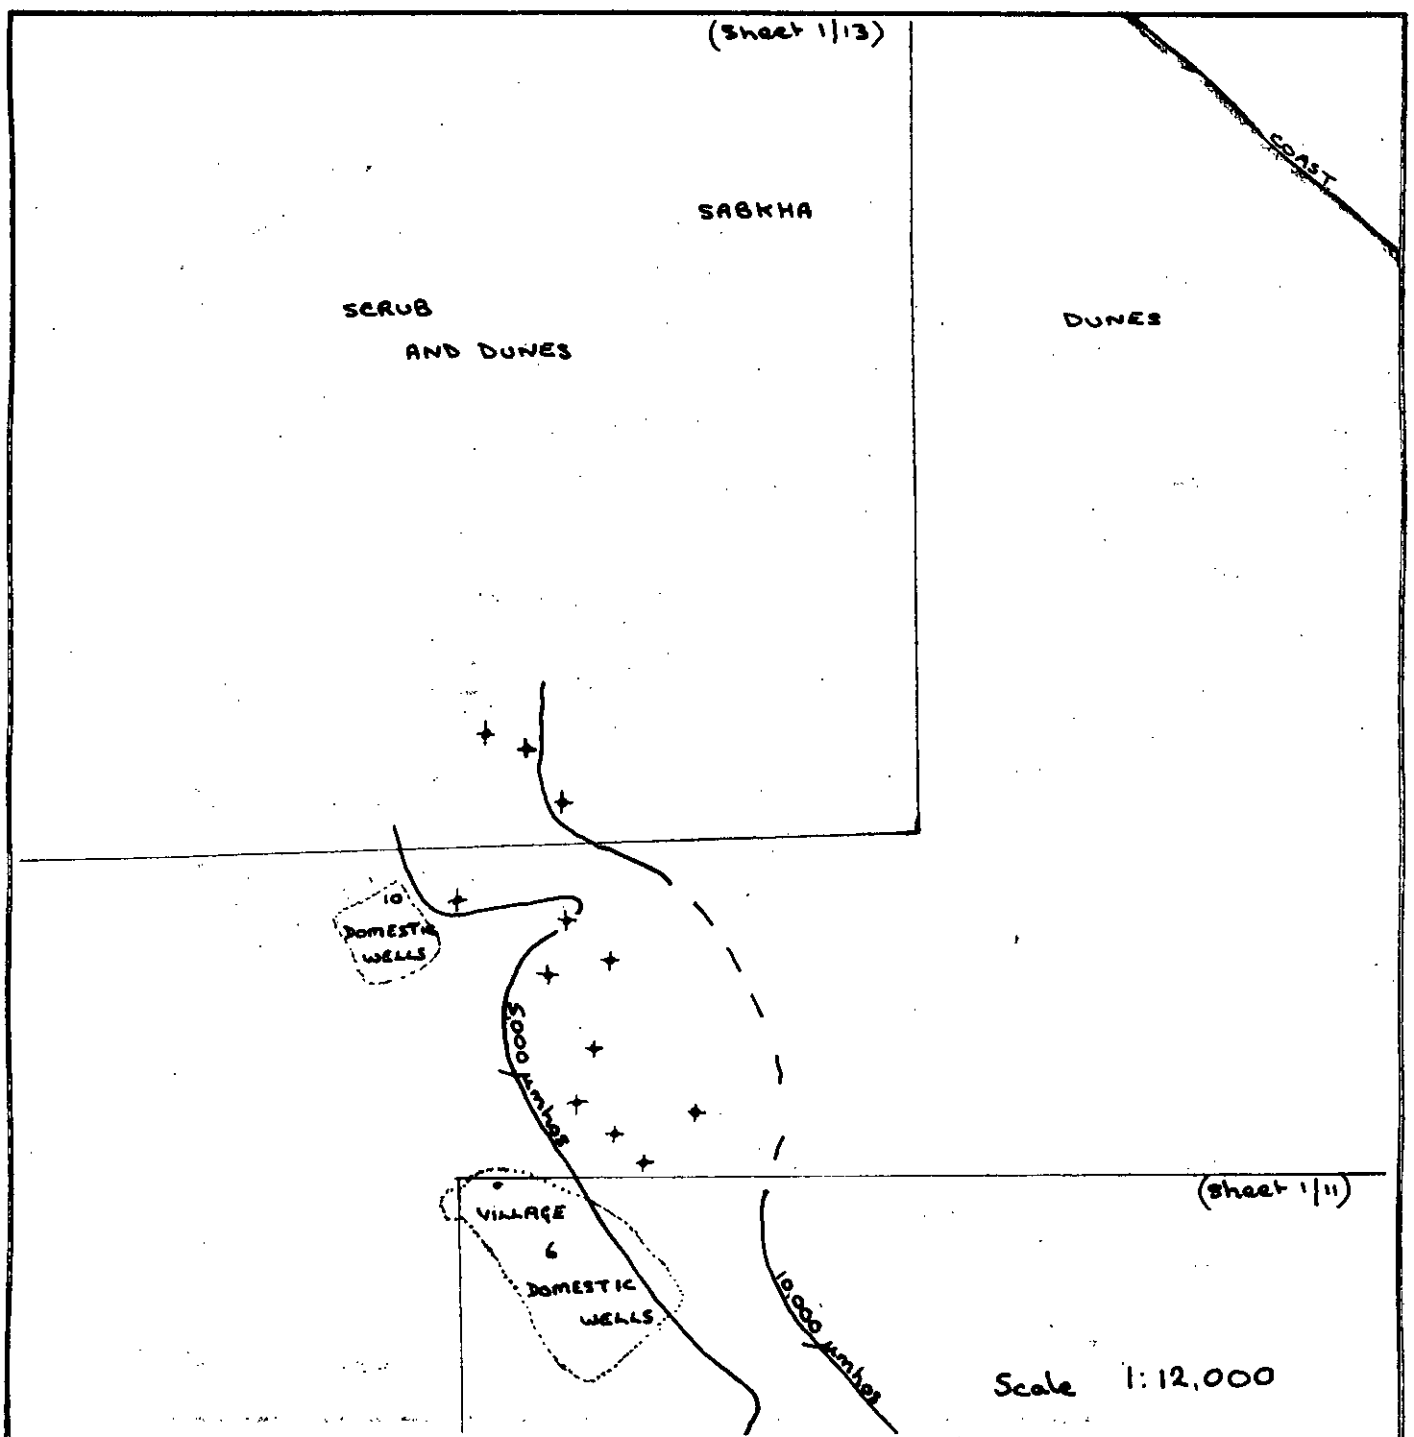 (Sheet 1/13)
COAST
SABKHA
SCRUB
AND DUNES
DUNES
10
DOMESTIC
WELLS
5000 μmhos
(Sheet 1/11)
VILLAGE
6
DOMESTIC
WELLS
10,000 μmhos
Scale 1:12,000